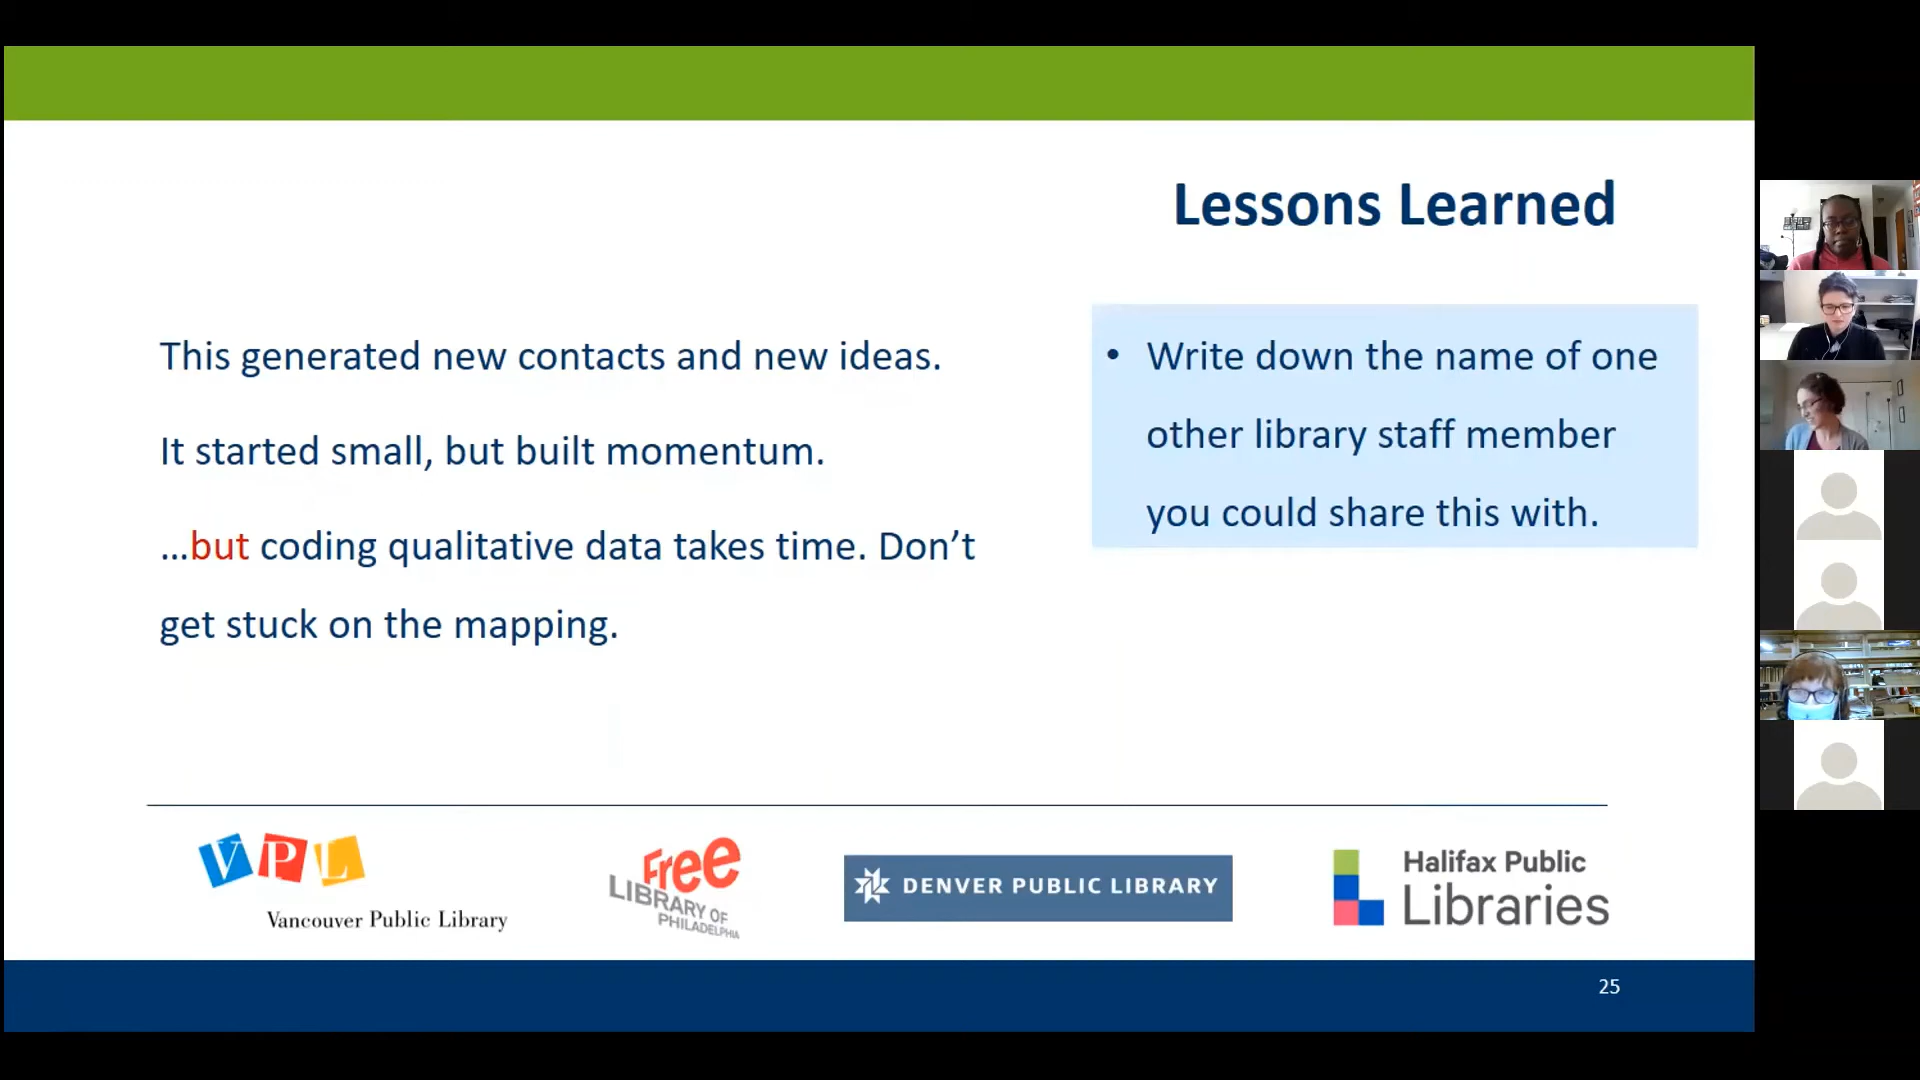 Lessons Learned
This generated new contacts and new ideas.
It started small, but built momentum.
...but coding qualitative data takes time. Don’t
get stuck on the mapping.
• Write down the name of one
other library staff member
you could share this with.
VPL
Vancouver Public Library
Free
LIBRARY OF
PHILADELPHIA
DENVER PUBLIC LIBRARY
Halifax Public
Libraries
25